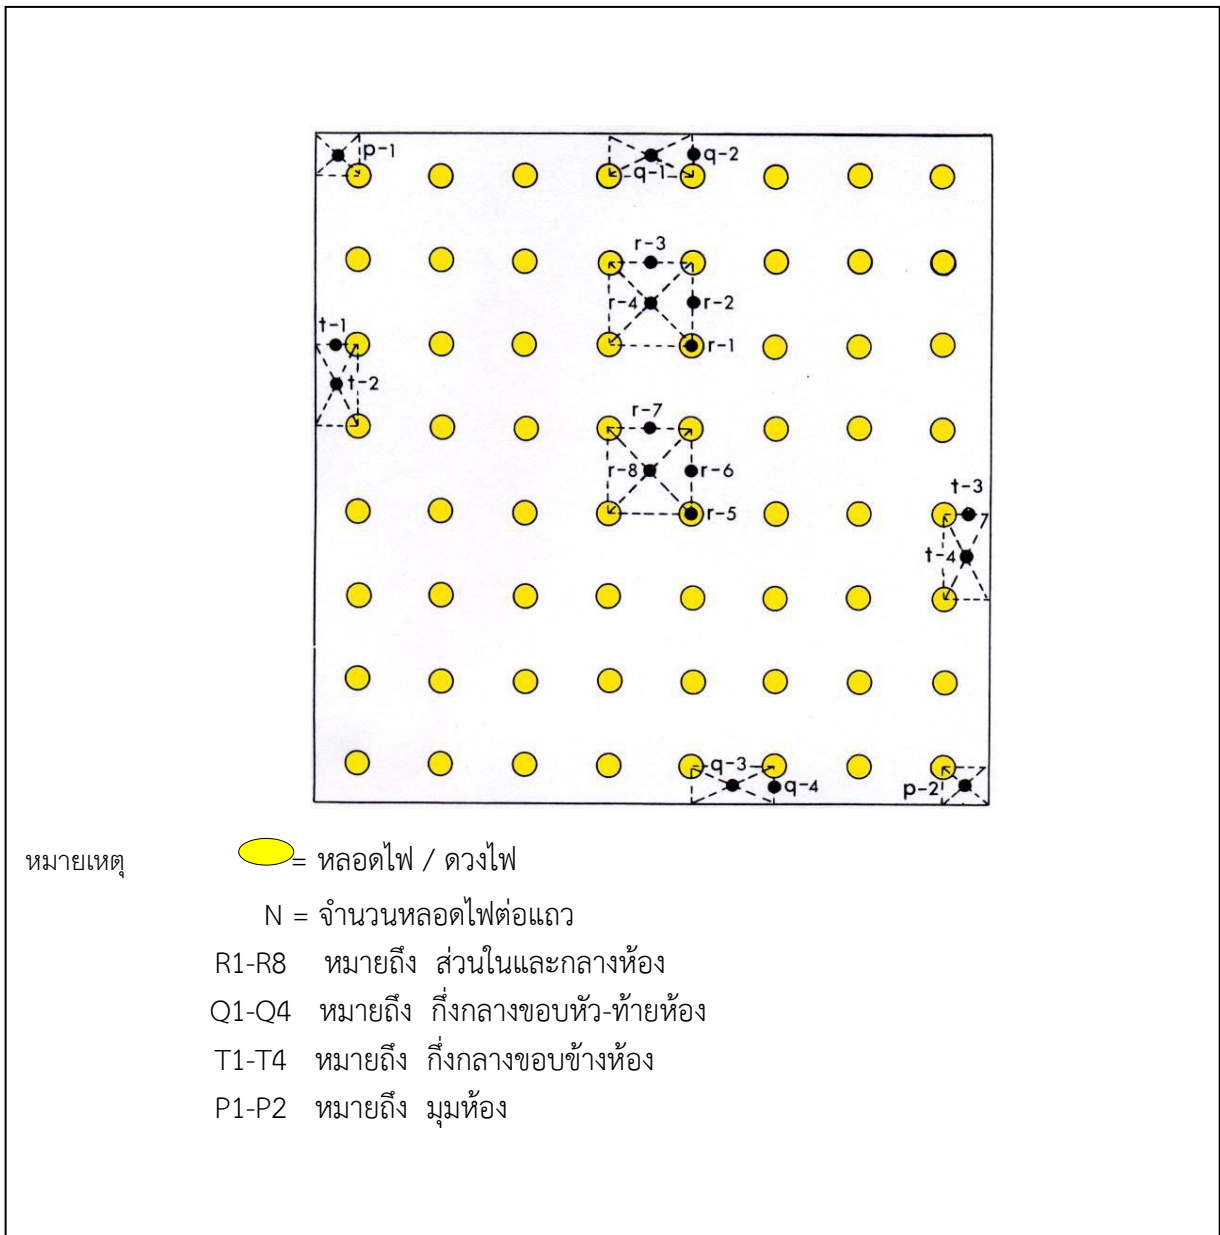 p-1
q-1
q-2
r-3
r-4
r-2
r-1
t-1
t-2
r-7
r-8
r-6
r-5
t-3
t-4
q-3
q-4
p-2
หมายเหตุ = หลอดไฟ / ดวงไฟ
N = จำนวนหลอดไฟต่อแถว
R1-R8 หมายถึง ส่วนในและกลางห้อง
Q1-Q4 หมายถึง กึ่งกลางขอบหัว-ท้ายห้อง
T1-T4 หมายถึง กึ่งกลางขอบข้างห้อง
P1-P2 หมายถึง มุมห้อง